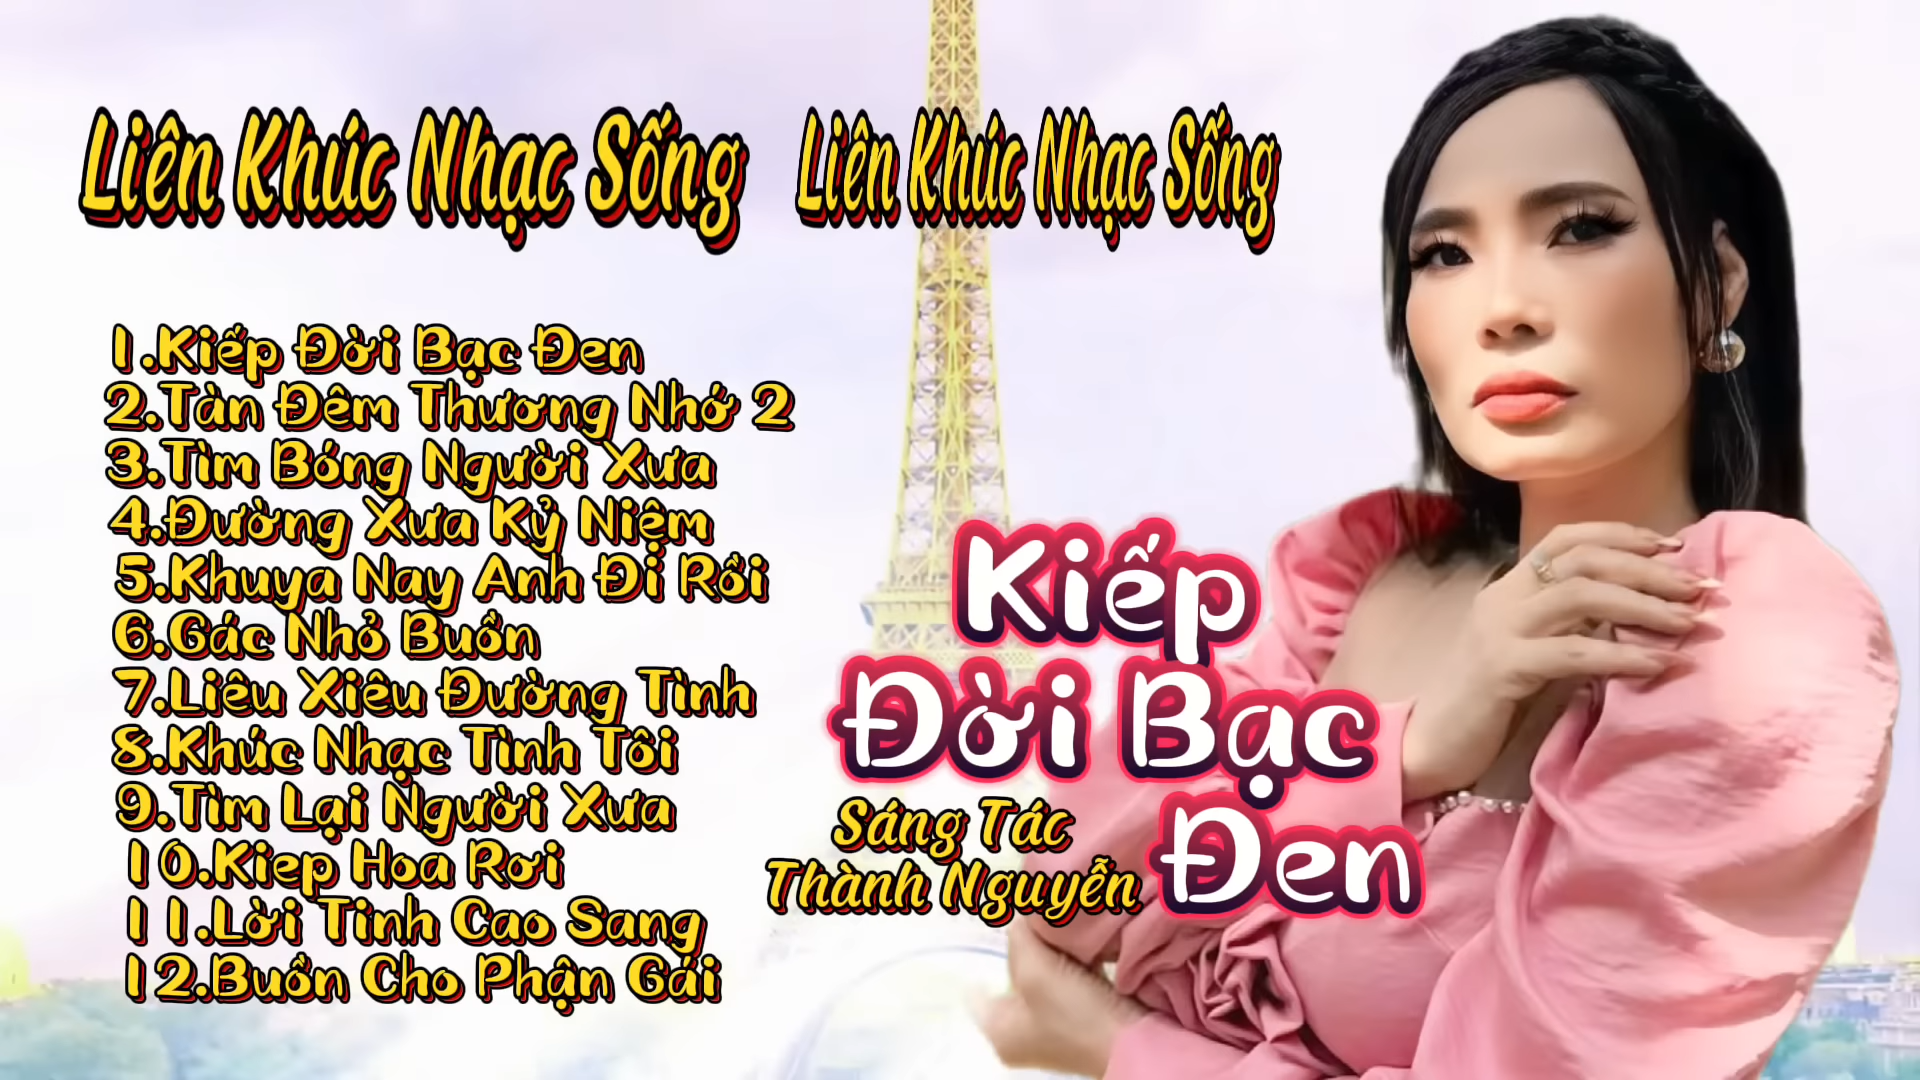 Liên Khúc Nhạc Sống
Liên Khúc Nhạc Sống
1.Kiếp Đời Bạc Đen
2.Tàn Đêm Thương Nhớ 2
3.Tìm Bóng Người Xưa
4.Đường Xưa Kỷ Niệm
5.Khuya Nay Anh Đi Rồi
6.Gác Nhỏ Buồn
7.Liêu Xiêu Đường Tình
8.Khúc Nhạc Tình Tôi
9.Tìm Lại Người Xưa
10.Kiep Hoa Rơi
11.Lời Tinh Cao Sang
12.Buồn Cho Phận Gái
Kiếp
Đời Bạc
Đen
Sáng Tác
Thành Nguyễn